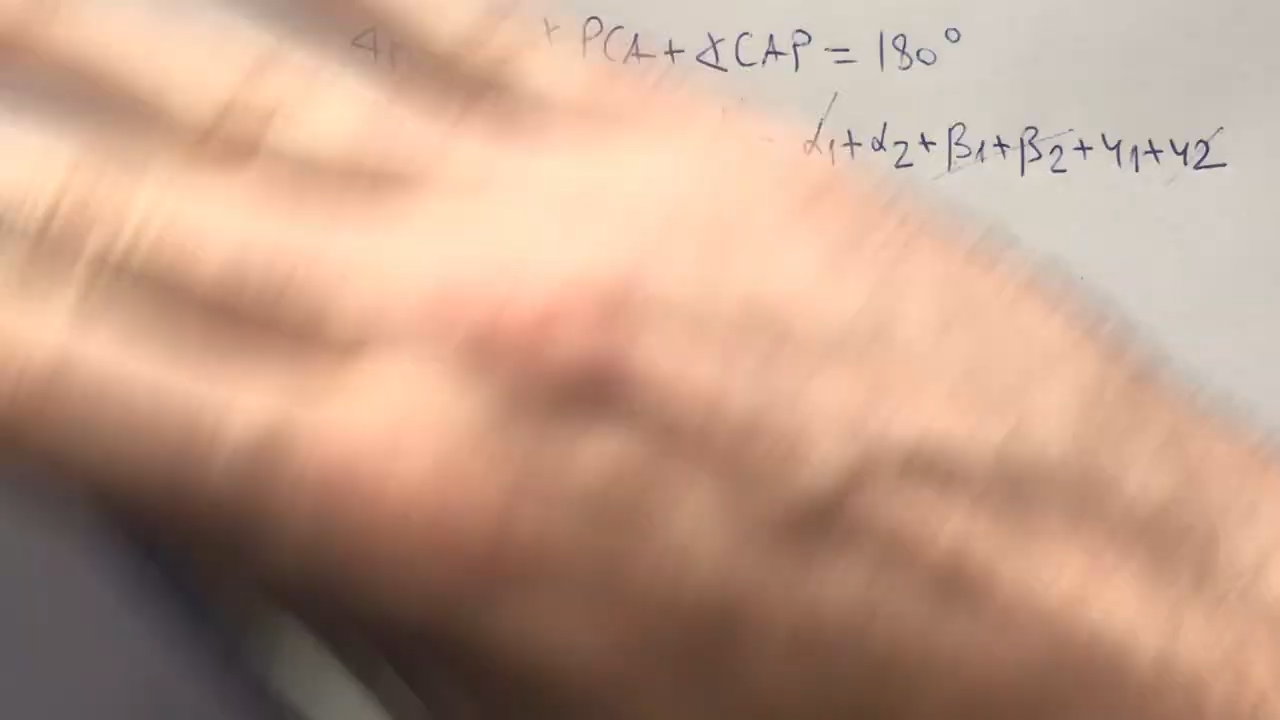 + PCA + ∢CAP = 180°
α1+α2+β1+β2+γ1+γ2